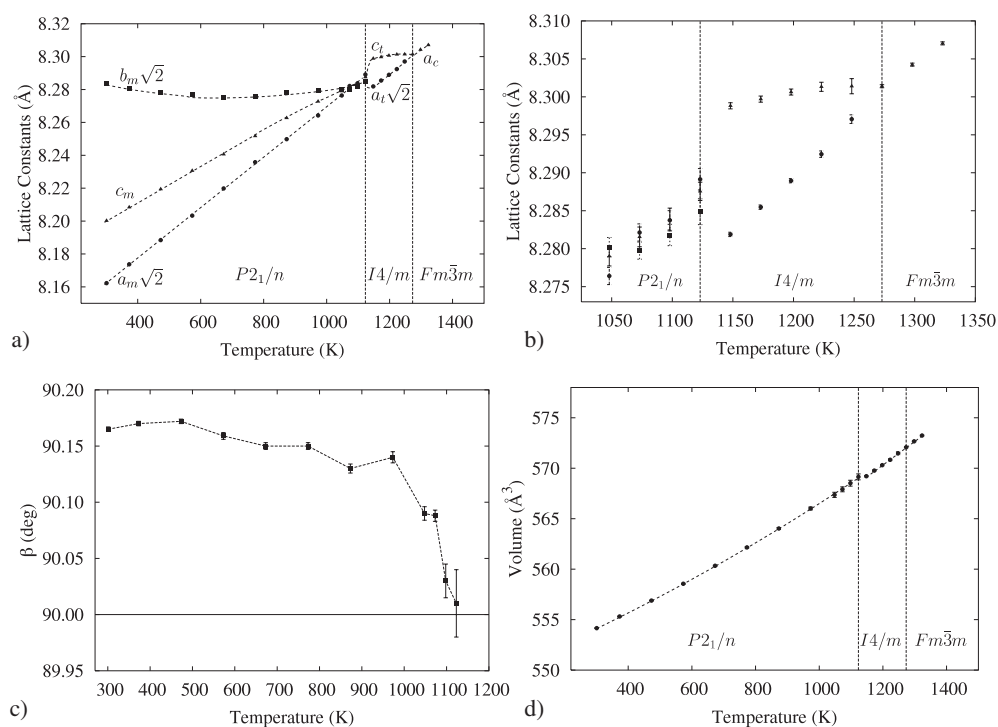 8.32
8.30
8.28
8.26
8.24
8.22
8.20
8.18
8.16
Lattice Constants (Å)
b_m√2
c_m
a_m√2
c_t
a_t√2
a_c
P2₁/n
I4/m
Fm3̅m
400 600 800 1000 1200 1400
Temperature (K)
a)
8.310
8.305
8.300
8.295
8.290
8.285
8.280
8.275
Lattice Constants (Å)
P2₁/n
I4/m
Fm3̅m
1050 1100 1150 1200 1250 1300 1350
Temperature (K)
b)
90.20
90.15
90.10
90.05
90.00
89.95
β (deg)
300 400 500 600 700 800 900 1000 1100 1200
Temperature (K)
c)
575
570
565
560
555
550
Volume (Å³)
P2₁/n
I4/m
Fm3̅m
400 600 800 1000 1200 1400
Temperature (K)
d)